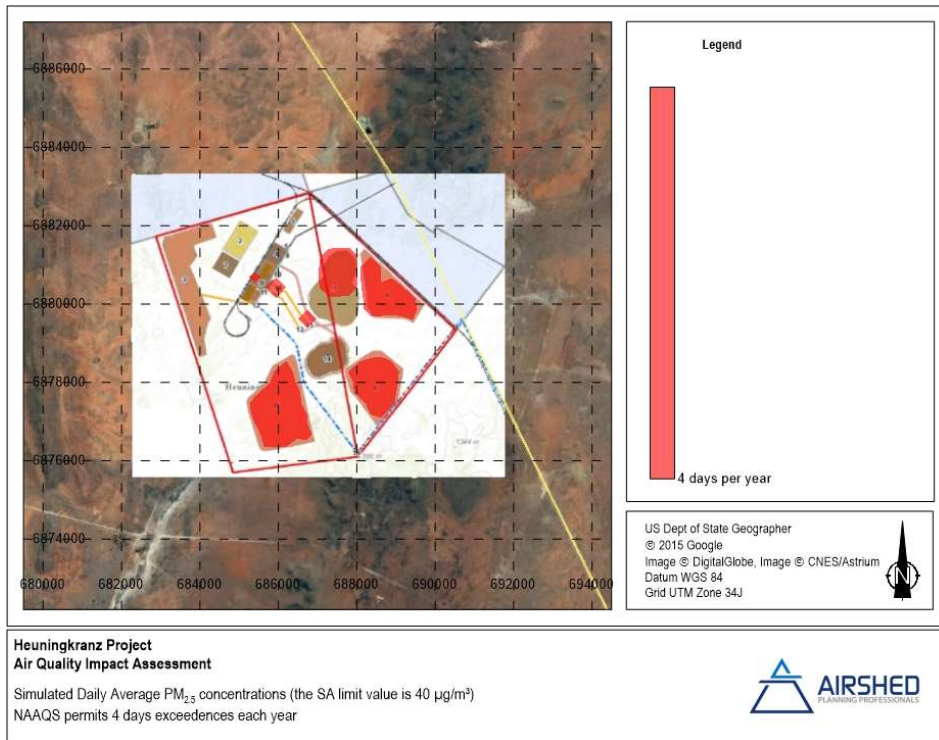 6886000
6884000
6882000
6880000
6878000
6876000
6874000
680000 682000 684000 686000 688000 690000 692000 694000
14
Legend
4 days per year
US Dept of State Geographer
© 2015 Google
Image © DigitalGlobe, Image © CNES/Astrium
Datum WGS 84
Grid UTM Zone 34J
N
Heuningkranz Project
Air Quality Impact Assessment
Simulated Daily Average PM2.5 concentrations (the SA limit value is 40 µg/m³)
NAAQS permits 4 days exceedences each year
AIRSHED
PLANNING PROFESSIONALS